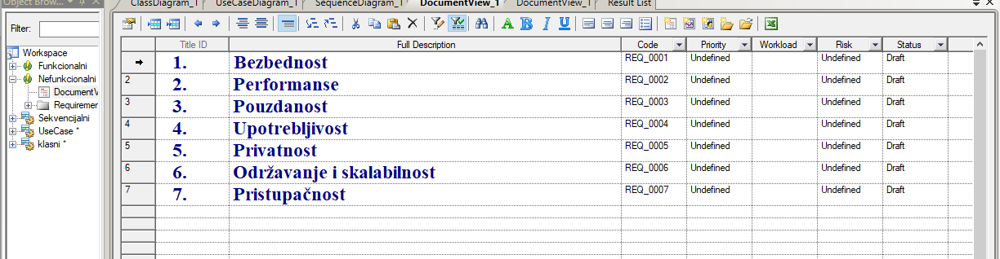 Object Brow...
ClassDiagram_1 UseCaseDiagram_1 SequenceDiagram_1 DocumentView_1 DocumentView_1 Result List
Filter:
Workspace
Funkcionalni
Nefunkcionalni
DocumentV
Requiremen
Sekvencijalni
UseCase *
klasni *
Title ID Full Description Code Priority Workload Risk Status
1. Bezbednost REQ_0001 Undefined Undefined Draft
2 2. Performanse REQ_0002 Undefined Undefined Draft
3 3. Pouzdanost REQ_0003 Undefined Undefined Draft
4 4. Upotrebljivost REQ_0004 Undefined Undefined Draft
5 5. Privatnost REQ_0005 Undefined Undefined Draft
6 6. Održavanje i skalabilnost REQ_0006 Undefined Undefined Draft
7 7. Pristupačnost REQ_0007 Undefined Undefined Draft